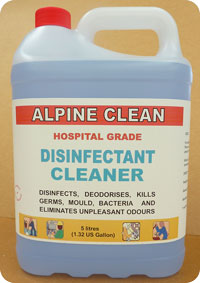 ALPINE CLEAN
HOSPITAL GRADE
DISINFECTANT
CLEANER
DISINFECTS, DEODORISES, KILLS
GERMS, MOULD, BACTERIA AND
ELIMINATES UNPLEASANT ODOURS
5 litres
(1.32 US Gallon)